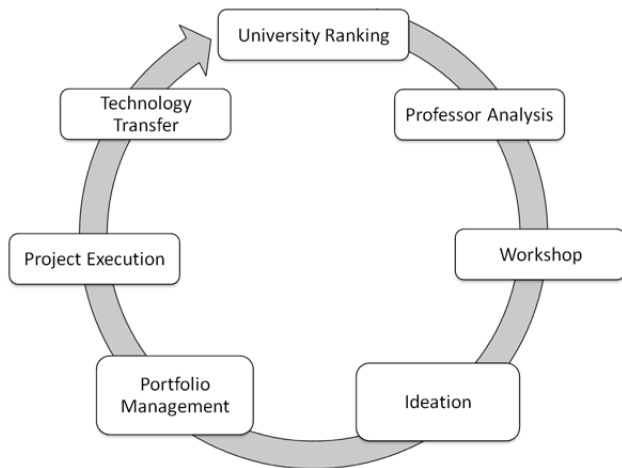 University Ranking
Professor Analysis
Workshop
Ideation
Portfolio
Management
Project Execution
Technology
Transfer